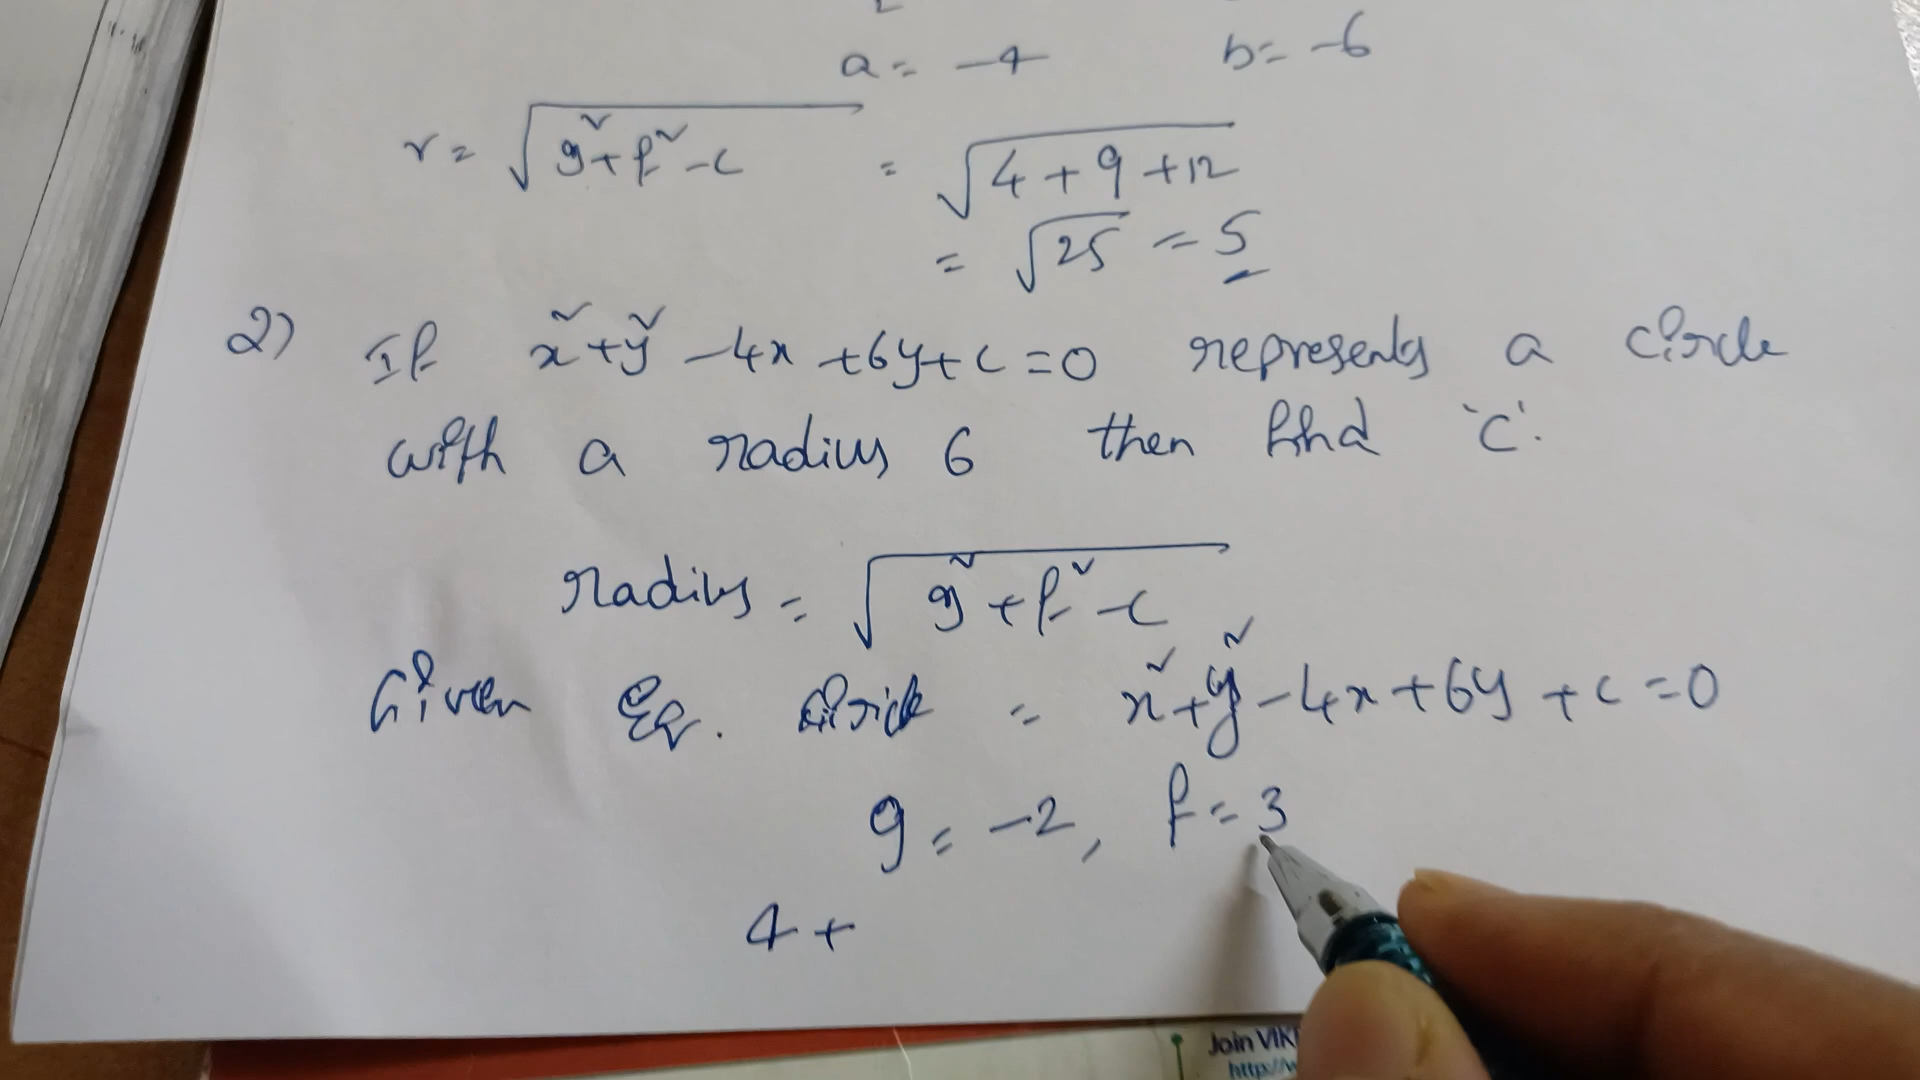 a = -4 b = -6
r = √(g²+f²-c) = √(4+9+12)
= √25 = 5
2) If x²+y²-4x+6y+c=0 represents a circle
with a radius 6 then find 'c'.
radius = √(g²+f²-c)
Given Eq. circle = x²+y²-4x+6y+c=0
g = -2, f = 3
4+
Join VIK